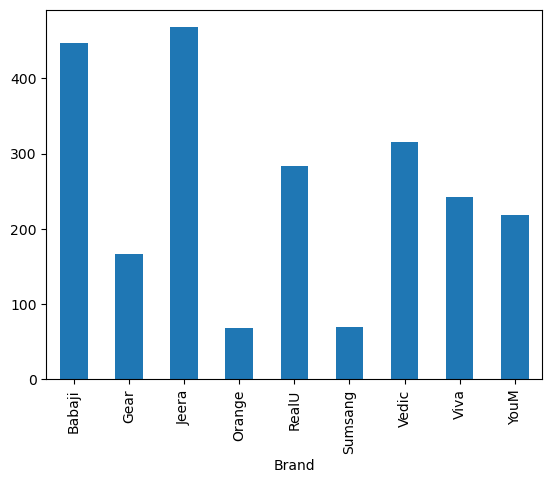 400
300
200
100
0
Babaji
Gear
Jeera
Orange
RealU
Sumsang
Vedic
Viva
YouM
Brand